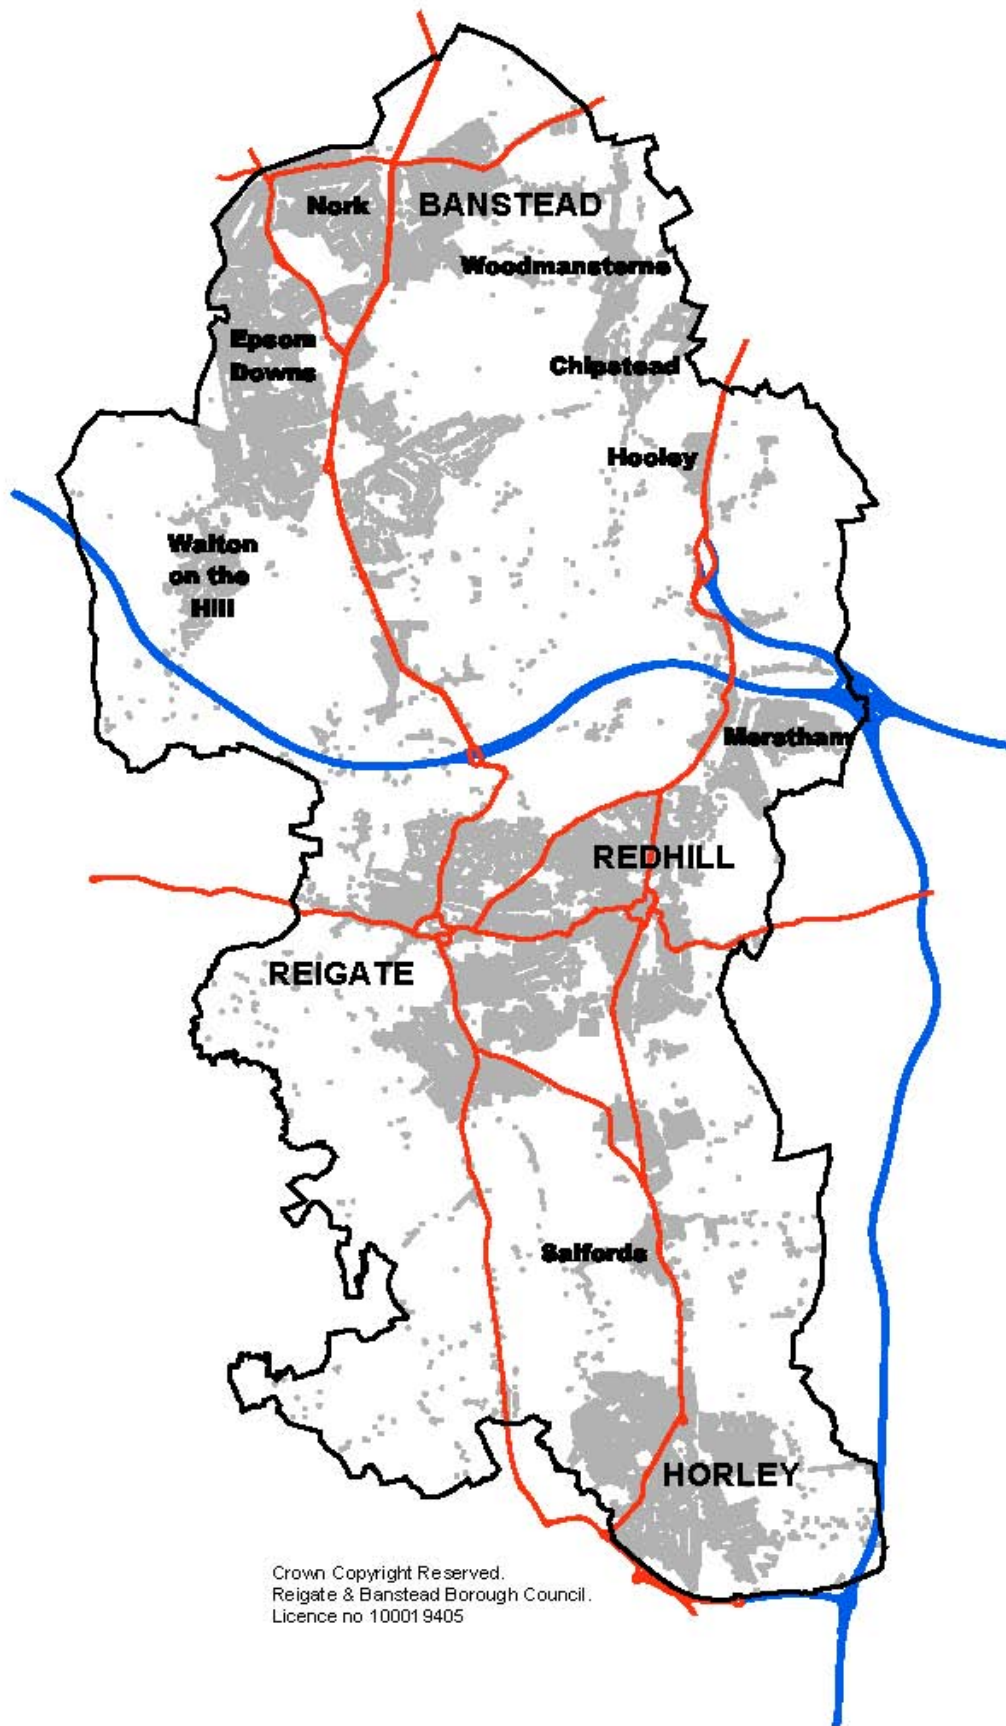 Nork
BANSTEAD
Woodmansterne
Epsom
Downs
Chipstead
Hooley
Walton
on the
Hill
Merstham
REDHILL
REIGATE
Salfords
HORLEY
Crown Copyright Reserved.
Reigate & Banstead Borough Council.
Licence no 100019405